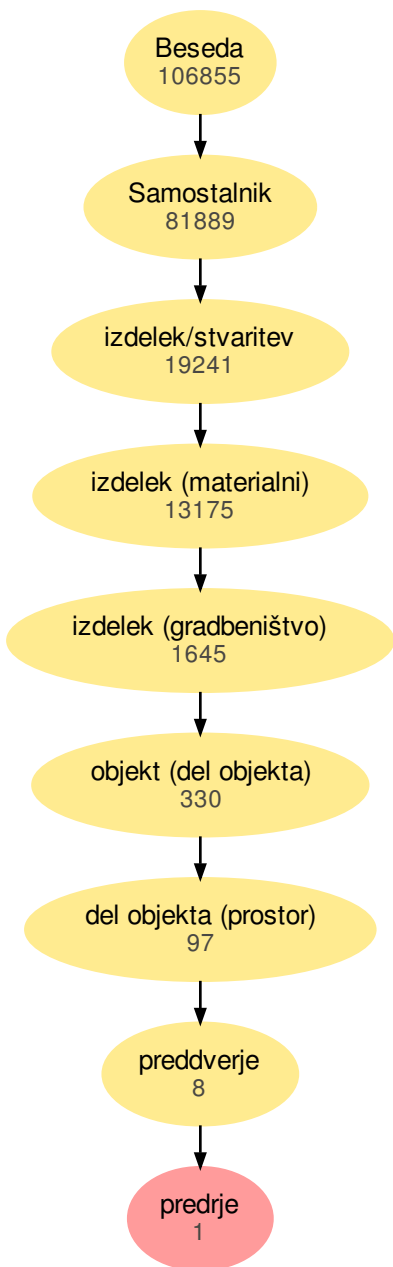 Beseda
106855
Samostalnik
81889
izdelek/stvaritev
19241
izdelek (materialni)
13175
izdelek (gradbeništvo)
1645
objekt (del objekta)
330
del objekta (prostor)
97
preddverje
8
predrje
1